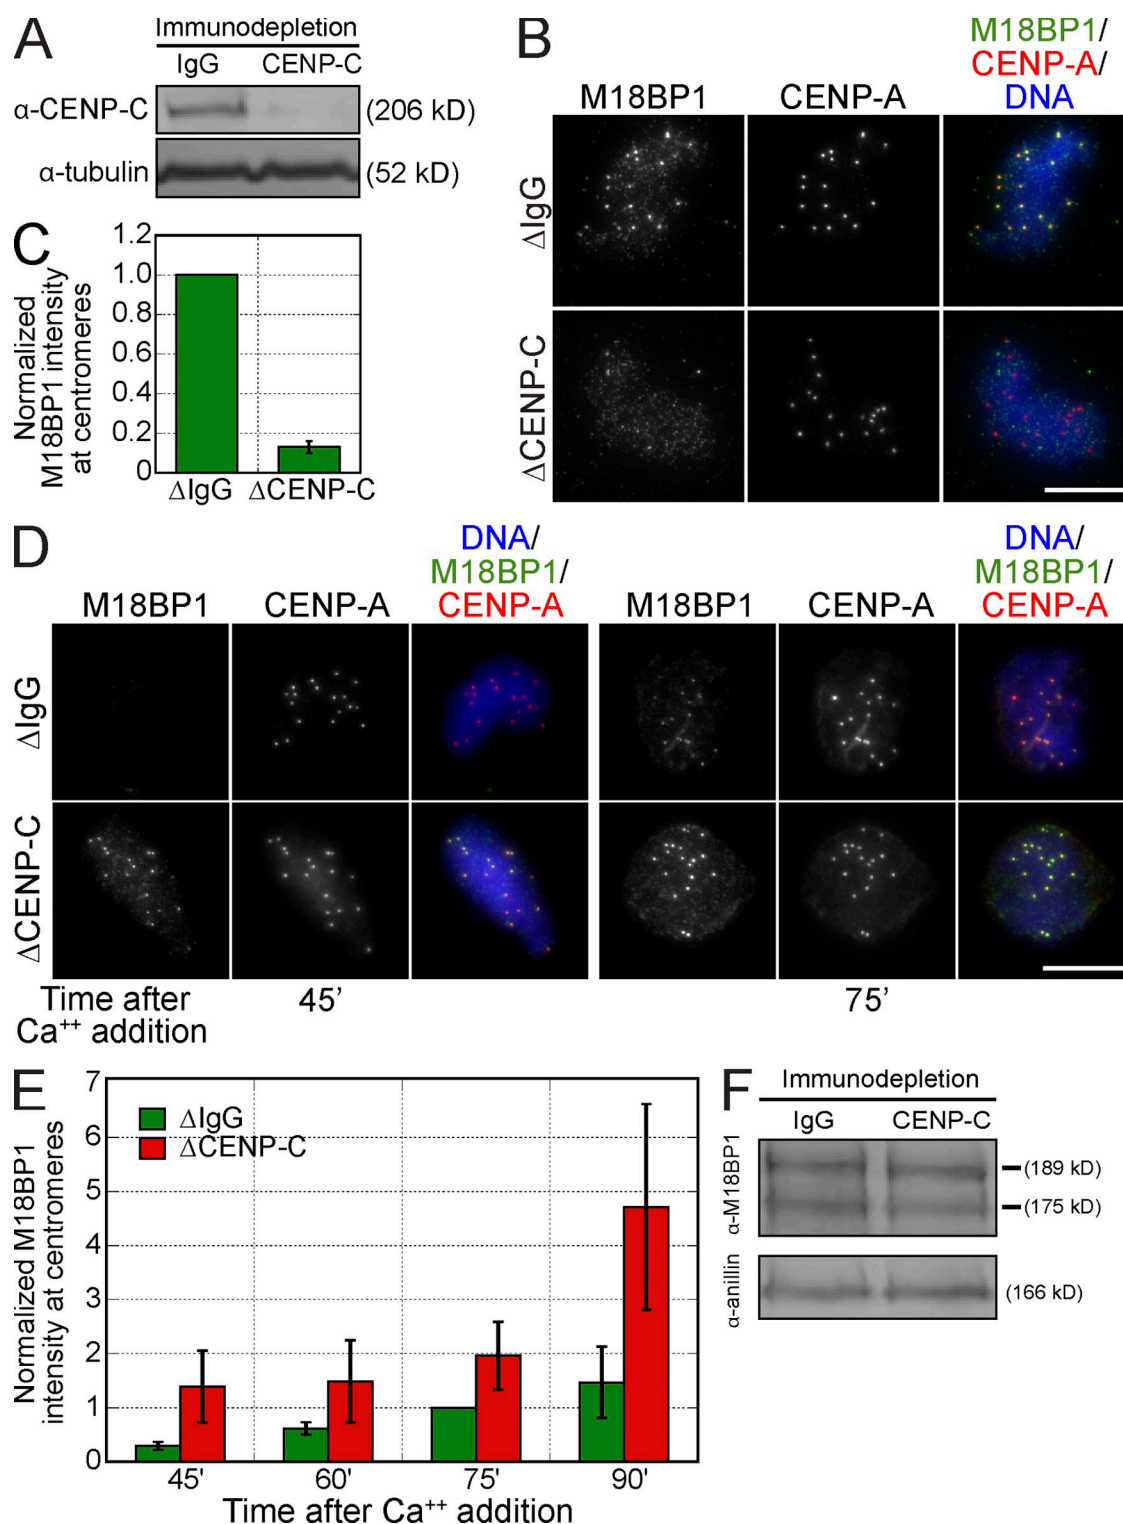 A
Immunodepletion
IgG CENP-C
α-CENP-C (206 kD)
α-tubulin (52 kD)
B
M18BP1 CENP-A M18BP1/
CENP-A/
DNA
ΔIgG
ΔCENP-C
C
Normalized
M18BP1 intensity
at centromeres
1.2
1.0
0.8
0.6
0.4
0.2
0
ΔIgG ΔCENP-C
D
M18BP1 CENP-A DNA/
M18BP1/
CENP-A
M18BP1 CENP-A DNA/
M18BP1/
CENP-A
ΔIgG
ΔCENP-C
Time after
Ca⁺⁺ addition
45’ 75’
E
Normalized M18BP1
intensity at centromeres
7
6
5
4
3
2
1
0
ΔIgG
ΔCENP-C
45' 60' 75' 90'
Time after Ca⁺⁺ addition
F
Immunodepletion
IgG CENP-C
α-M18BP1
(189 kD)
(175 kD)
α-anillin
(166 kD)